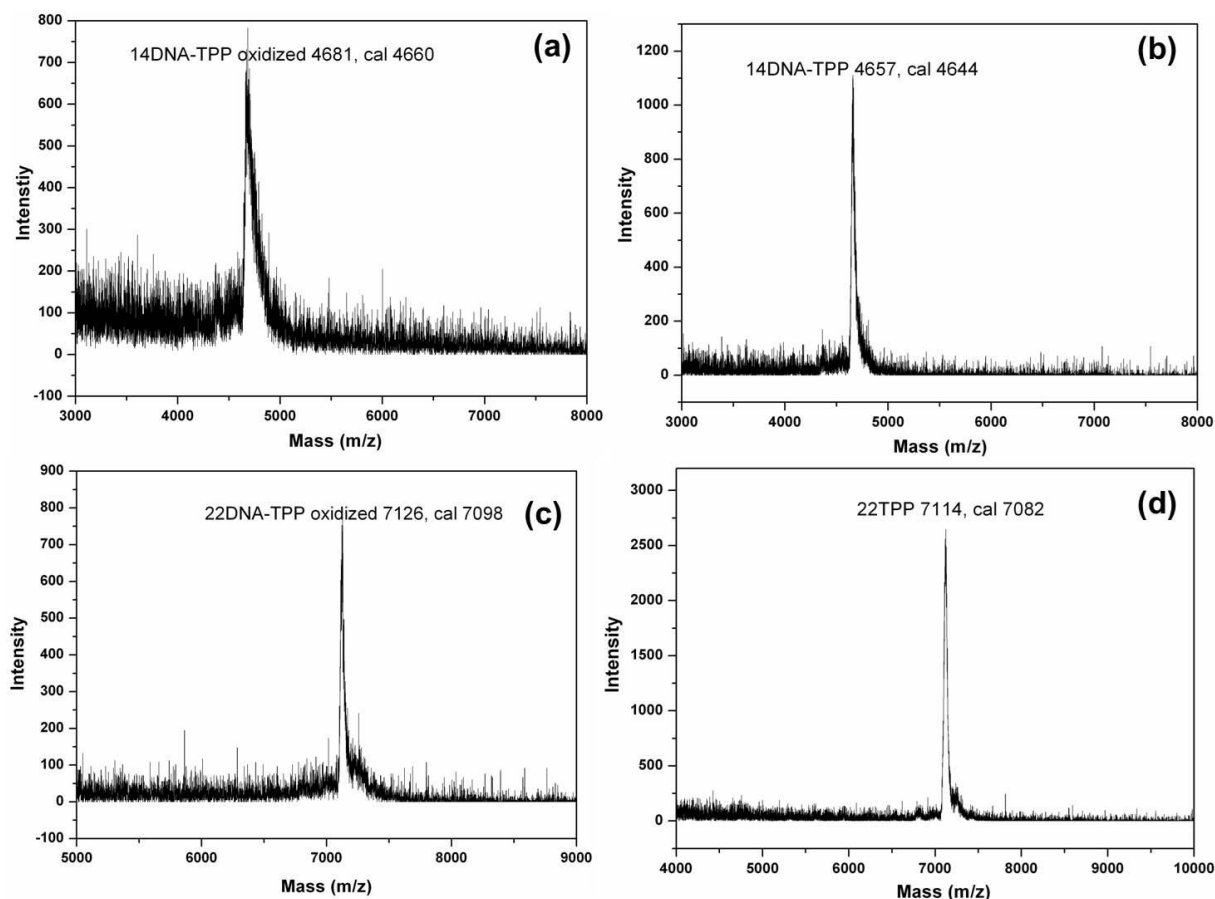 14DNA-TPP oxidized 4681, cal 4660
(a)
800
700
600
500
400
300
200
100
0
-100
Intenstiy
3000 4000 5000 6000 7000 8000
Mass (m/z)
14DNA-TPP 4657, cal 4644
(b)
1200
1000
800
600
400
200
0
Intensity
3000 4000 5000 6000 7000 8000
Mass (m/z)
22DNA-TPP oxidized 7126, cal 7098
(c)
900
800
700
600
500
400
300
200
100
0
-100
Intensity
5000 6000 7000 8000 9000
Mass (m/z)
22TPP 7114, cal 7082
(d)
3000
2500
2000
1500
1000
500
0
Intensity
4000 5000 6000 7000 8000 9000 10000
Mass (m/z)